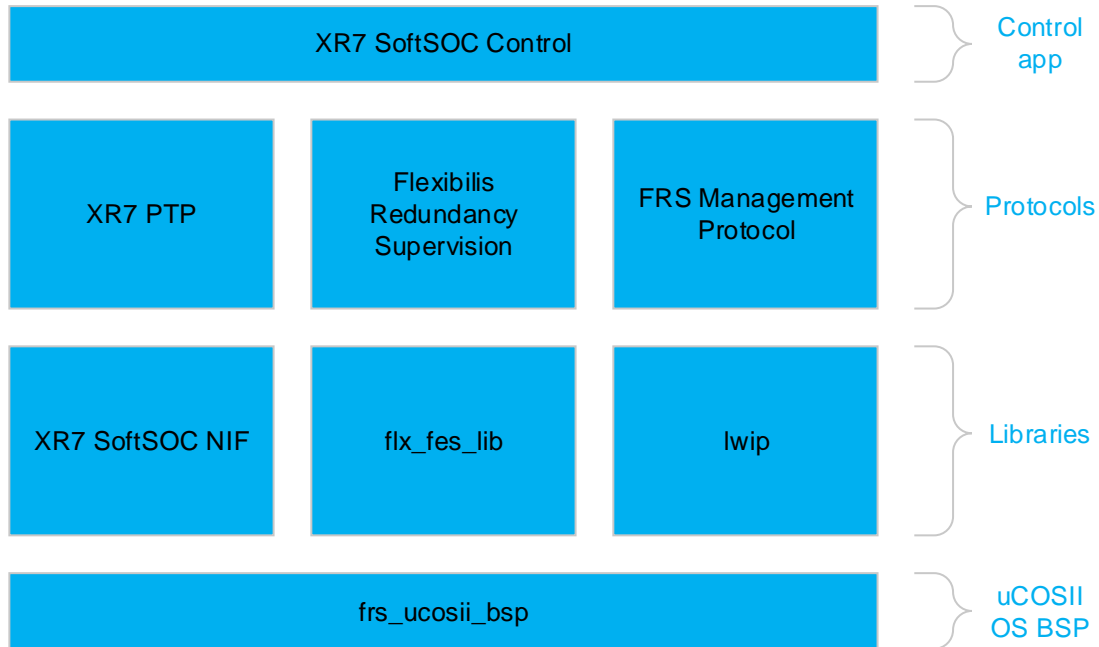 XR7 SoftSOC Control
Control
app
XR7 PTP
Flexibilis
Redundancy
Supervision
FRS Management
Protocol
Protocols
XR7 SoftSOC NIF
flx_fes_lib
lwip
Libraries
frs_ucosii_bsp
uCOSII
OS BSP